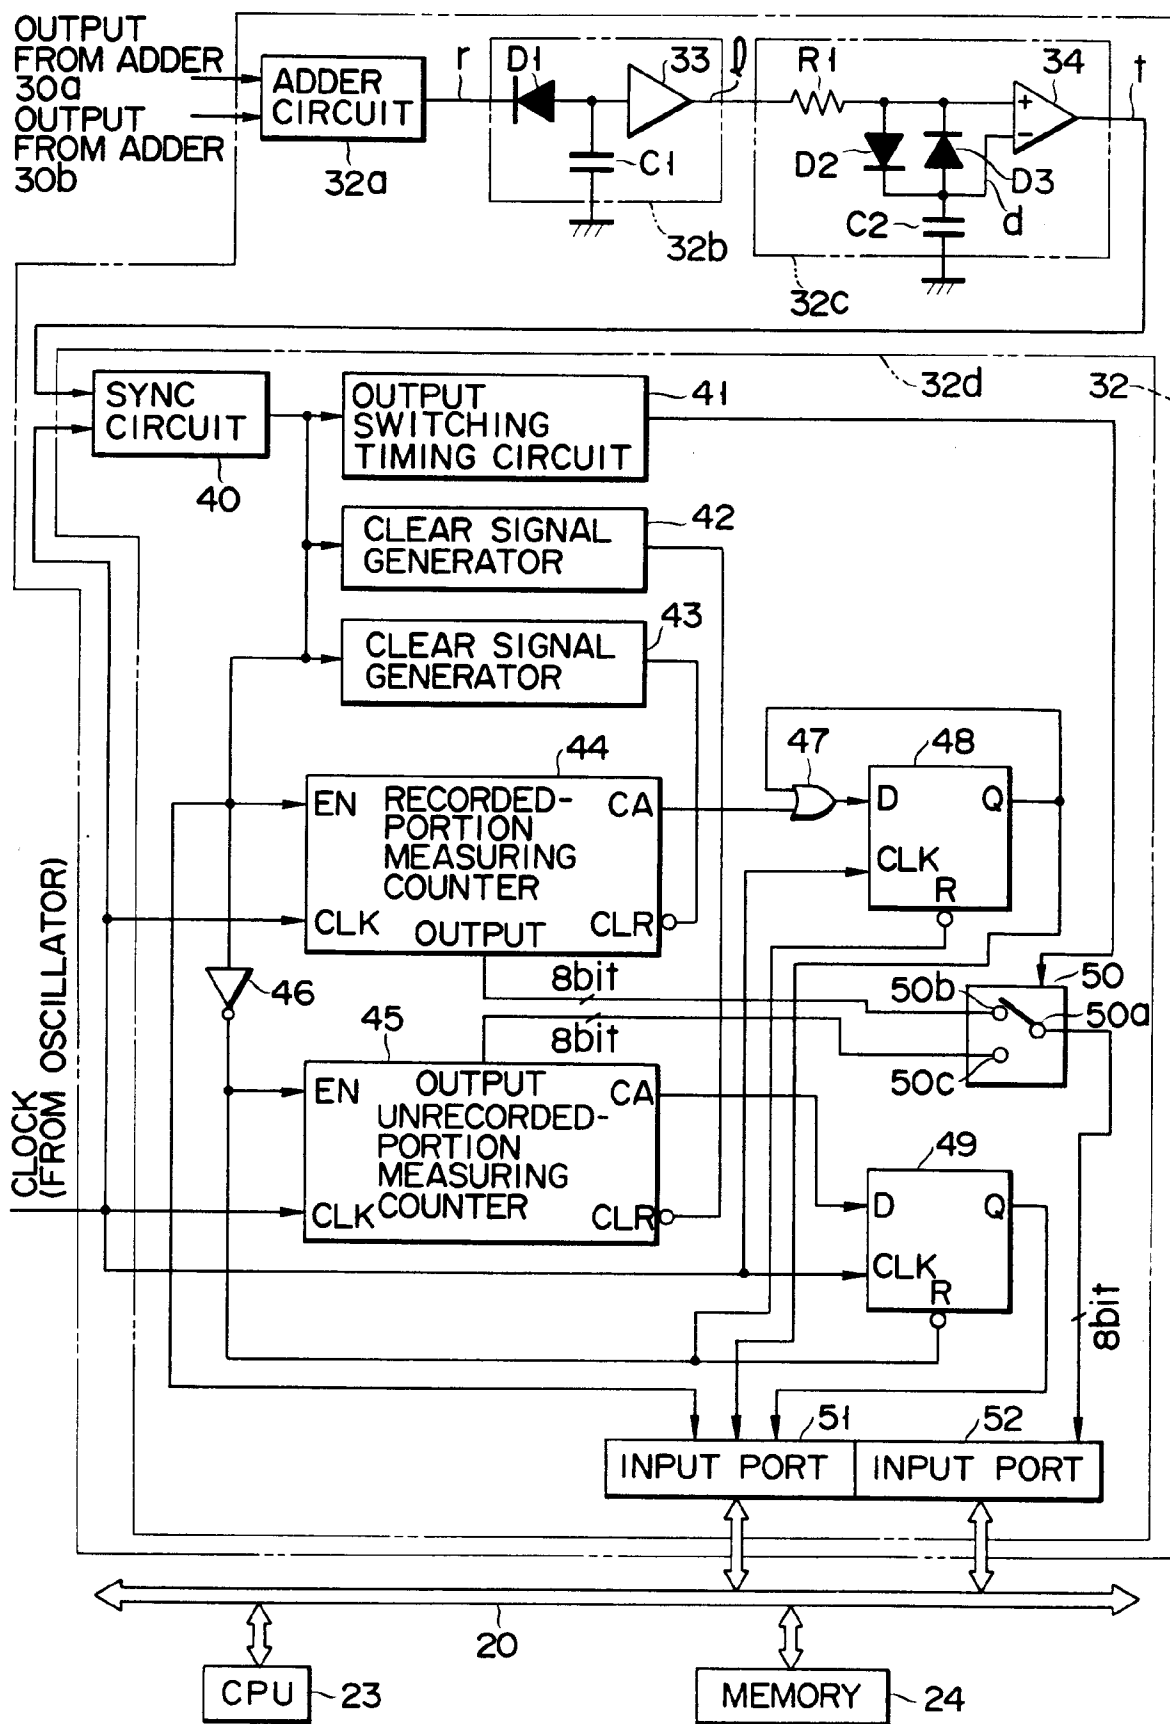 OUTPUT
FROM ADDER
30a
OUTPUT
FROM ADDER
30b
ADDER
CIRCUIT
32a
r
D1
33
l
C1
32b
R1
34
t
D2
D3
d
C2
32c
32d
32
SYNC
CIRCUIT
40
OUTPUT
SWITCHING
TIMING CIRCUIT
41
CLEAR SIGNAL
GENERATOR
42
CLEAR SIGNAL
GENERATOR
43
44
EN
RECORDED-
PORTION
MEASURING
COUNTER
CA
CLK
OUTPUT
CLR
47
48
D
Q
CLK
R
46
8bit
8bit
50
50b
50a
50c
45
EN
OUTPUT
CA
UNRECORDED-
PORTION
MEASURING
COUNTER
CLK
CLR
49
D
Q
CLK
R
CLOCK
(FROM OSCILLATOR)
8bit
51
52
INPUT PORT
INPUT PORT
20
CPU
23
MEMORY
24